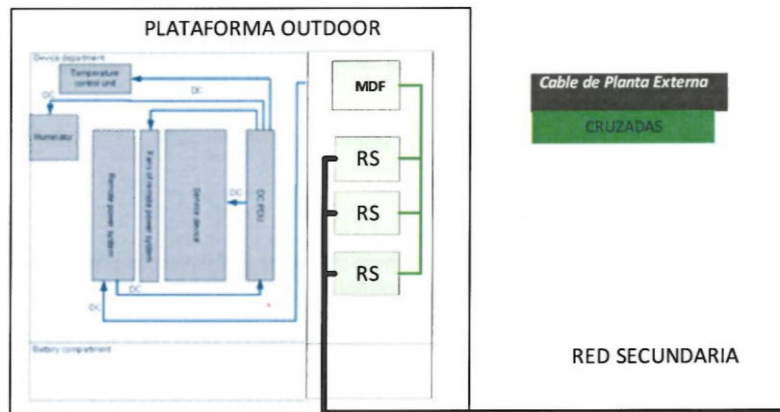 PLATAFORMA OUTDOOR
Device department
Temperature
control unit
DC
DC
Illuminator
MDF
Cable de Planta Externa
CRUZADAS
Remote power system
Fans of remote power system
Service device
DC PDU
DC
RS
RS
RS
DC
DC
Battery compartment
RED SECUNDARIA